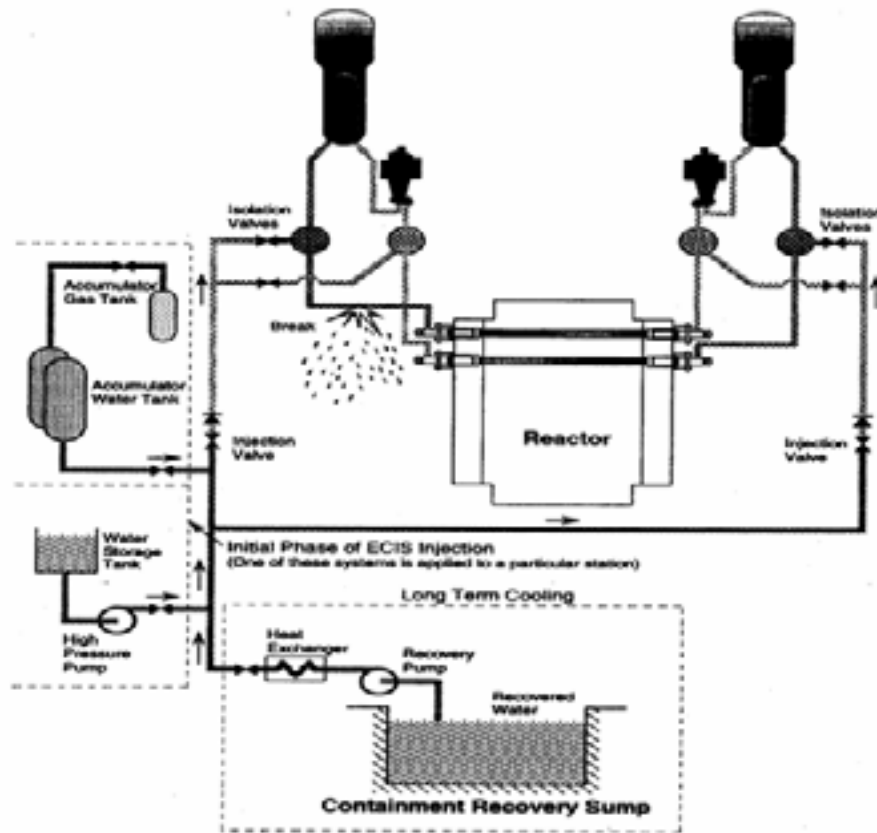 Isolation
Valves
Isolation
Valves
Accumulator
Gas Tank
Break
Accumulator
Water Tank
Reactor
Injection
Valve
Injection
Valve
Water
Storage
Tank
Initial Phase of ECIS Injection
(One of these systems is applied to a particular station)
Long Term Cooling
High
Pressure
Pump
Heat
Exchanger
Recovery
Pump
Recovered
Water
Containment Recovery Sump